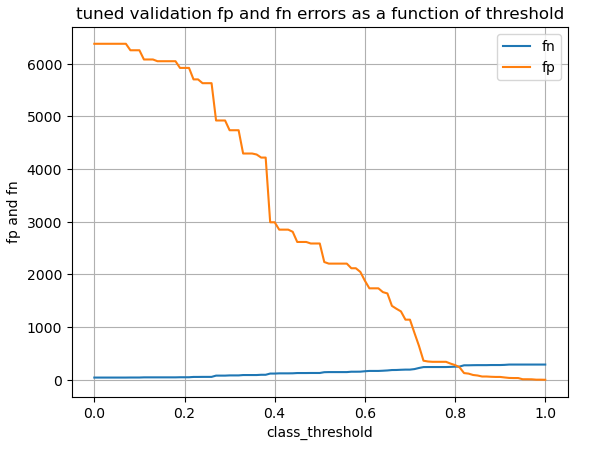 tuned validation fp and fn errors as a function of threshold
fn
fp
6000
5000
4000
3000
2000
1000
0
fp and fn
0.0 0.2 0.4 0.6 0.8 1.0
class_threshold